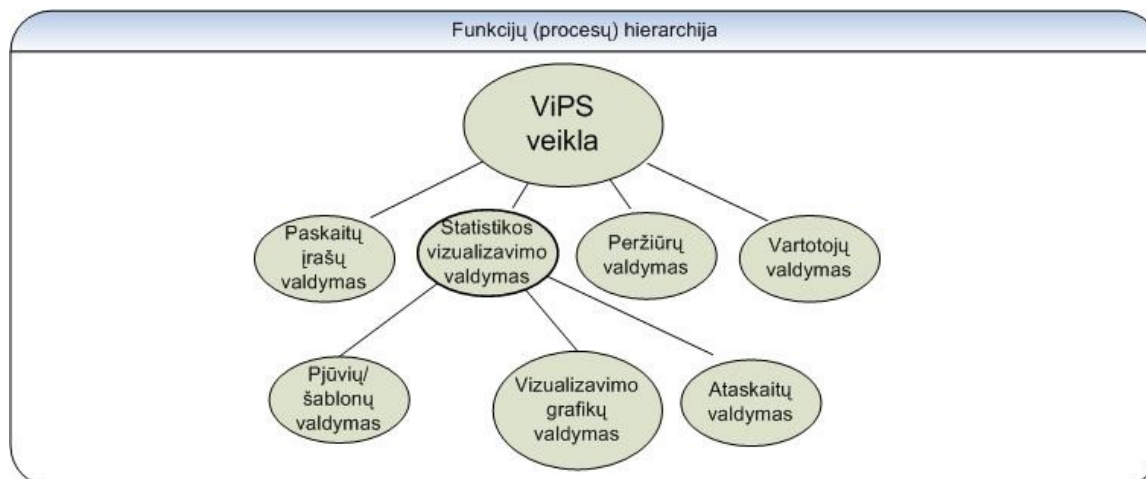 Funkcijų (procesų) hierarchija
ViPS
veikla
Paskaitų
įrašų
valdymas
Statistikos
vizualizavimo
valdymas
Peržiūrų
valdymas
Vartotojų
valdymas
Pjūvių/
šablonų
valdymas
Vizualizavimo
grafikų
valdymas
Ataskaitų
valdymas